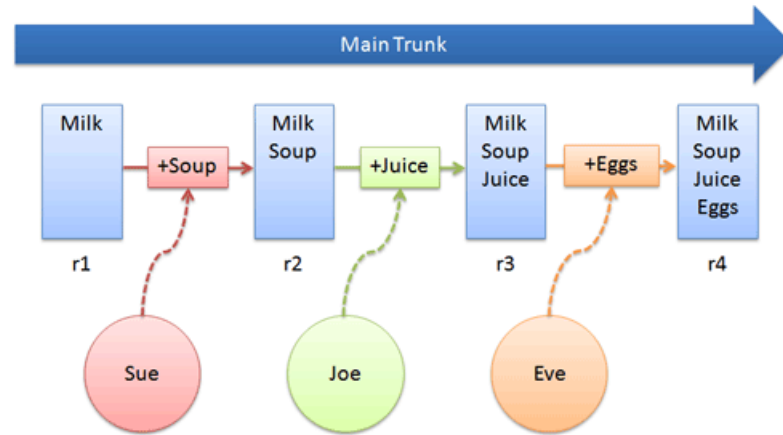 Main Trunk
Milk
+Soup
Milk
Soup
+Juice
Milk
Soup
Juice
+Eggs
Milk
Soup
Juice
Eggs
r1
r2
r3
r4
Sue
Joe
Eve